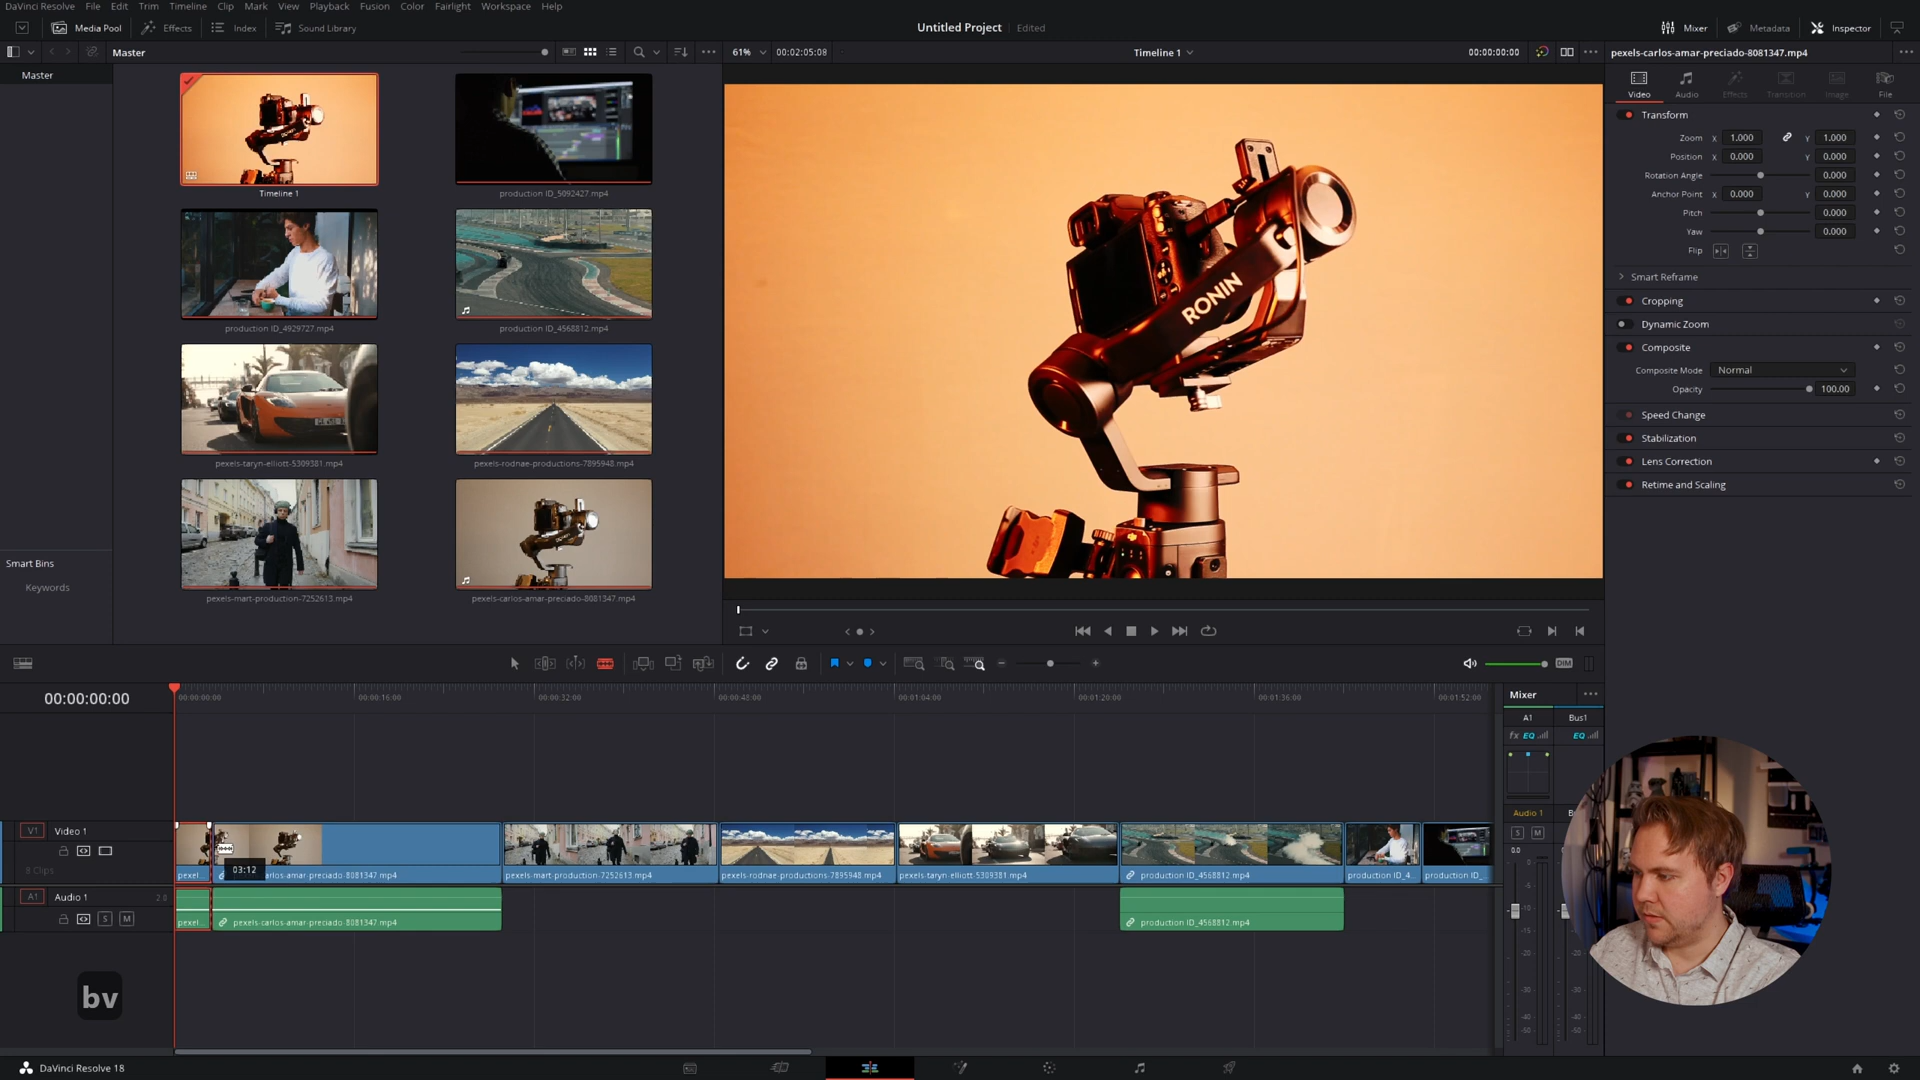 DaVinci Resolve File Edit Trim Timeline Clip Mark View Playback Fusion Color Fairlight Workspace Help
Media Pool Effects Index Sound Library Untitled Project Edited Mixer Metadata Inspector
Master 61% 00:02:05:08 Timeline 1 00:00:00:00 pexels-carlos-amar-preciado-8081347.mp4
Master
Video Audio Effects Transition Image File
Timeline 1 production ID_5092427.mp4
production ID_4929727.mp4 production ID_4568812.mp4
pexels-taryn-elliott-5309381.mp4 pexels-rodnae-productions-7895948.mp4
pexels-mart-production-7252613.mp4 pexels-carlos-amar-preciado-8081347.mp4
Smart Bins
Keywords
RONIN
Transform
Zoom X 1.000 Y 1.000
Position X 0.000 Y 0.000
Rotation Angle 0.000
Anchor Point X 0.000 Y 0.000
Pitch 0.000
Yaw 0.000
Flip
Smart Reframe
Cropping
Dynamic Zoom
Composite
Composite Mode Normal
Opacity 100.00
Speed Change
Stabilization
Lens Correction
Retime and Scaling
DIM
00:00:00:00 00:00:00:00 00:00:16:00 00:00:32:00 00:00:48:00 00:01:04:00 00:01:20:00 00:01:36:00 00:01:52:00
V1 Video 1
8 Clips
03:12
pexel... arlos-amar-preciado-8081347.mp4 pexels-mart-production-7252613.mp4 pexels-rodnae-productions-7895948.mp4 pexels-taryn-elliott-5309381.mp4 production ID_4568812.mp4 production ID_4... production ID_...
A1 Audio 1 2.0
S M
pexel... pexels-carlos-amar-preciado-8081347.mp4 production ID_4568812.mp4
Mixer
A1 Bus1
fx EQ EQ
Audio 1 B
S M
0.0
-5
-10
-15
-20
-30
-40
-50
bv
DaVinci Resolve 18